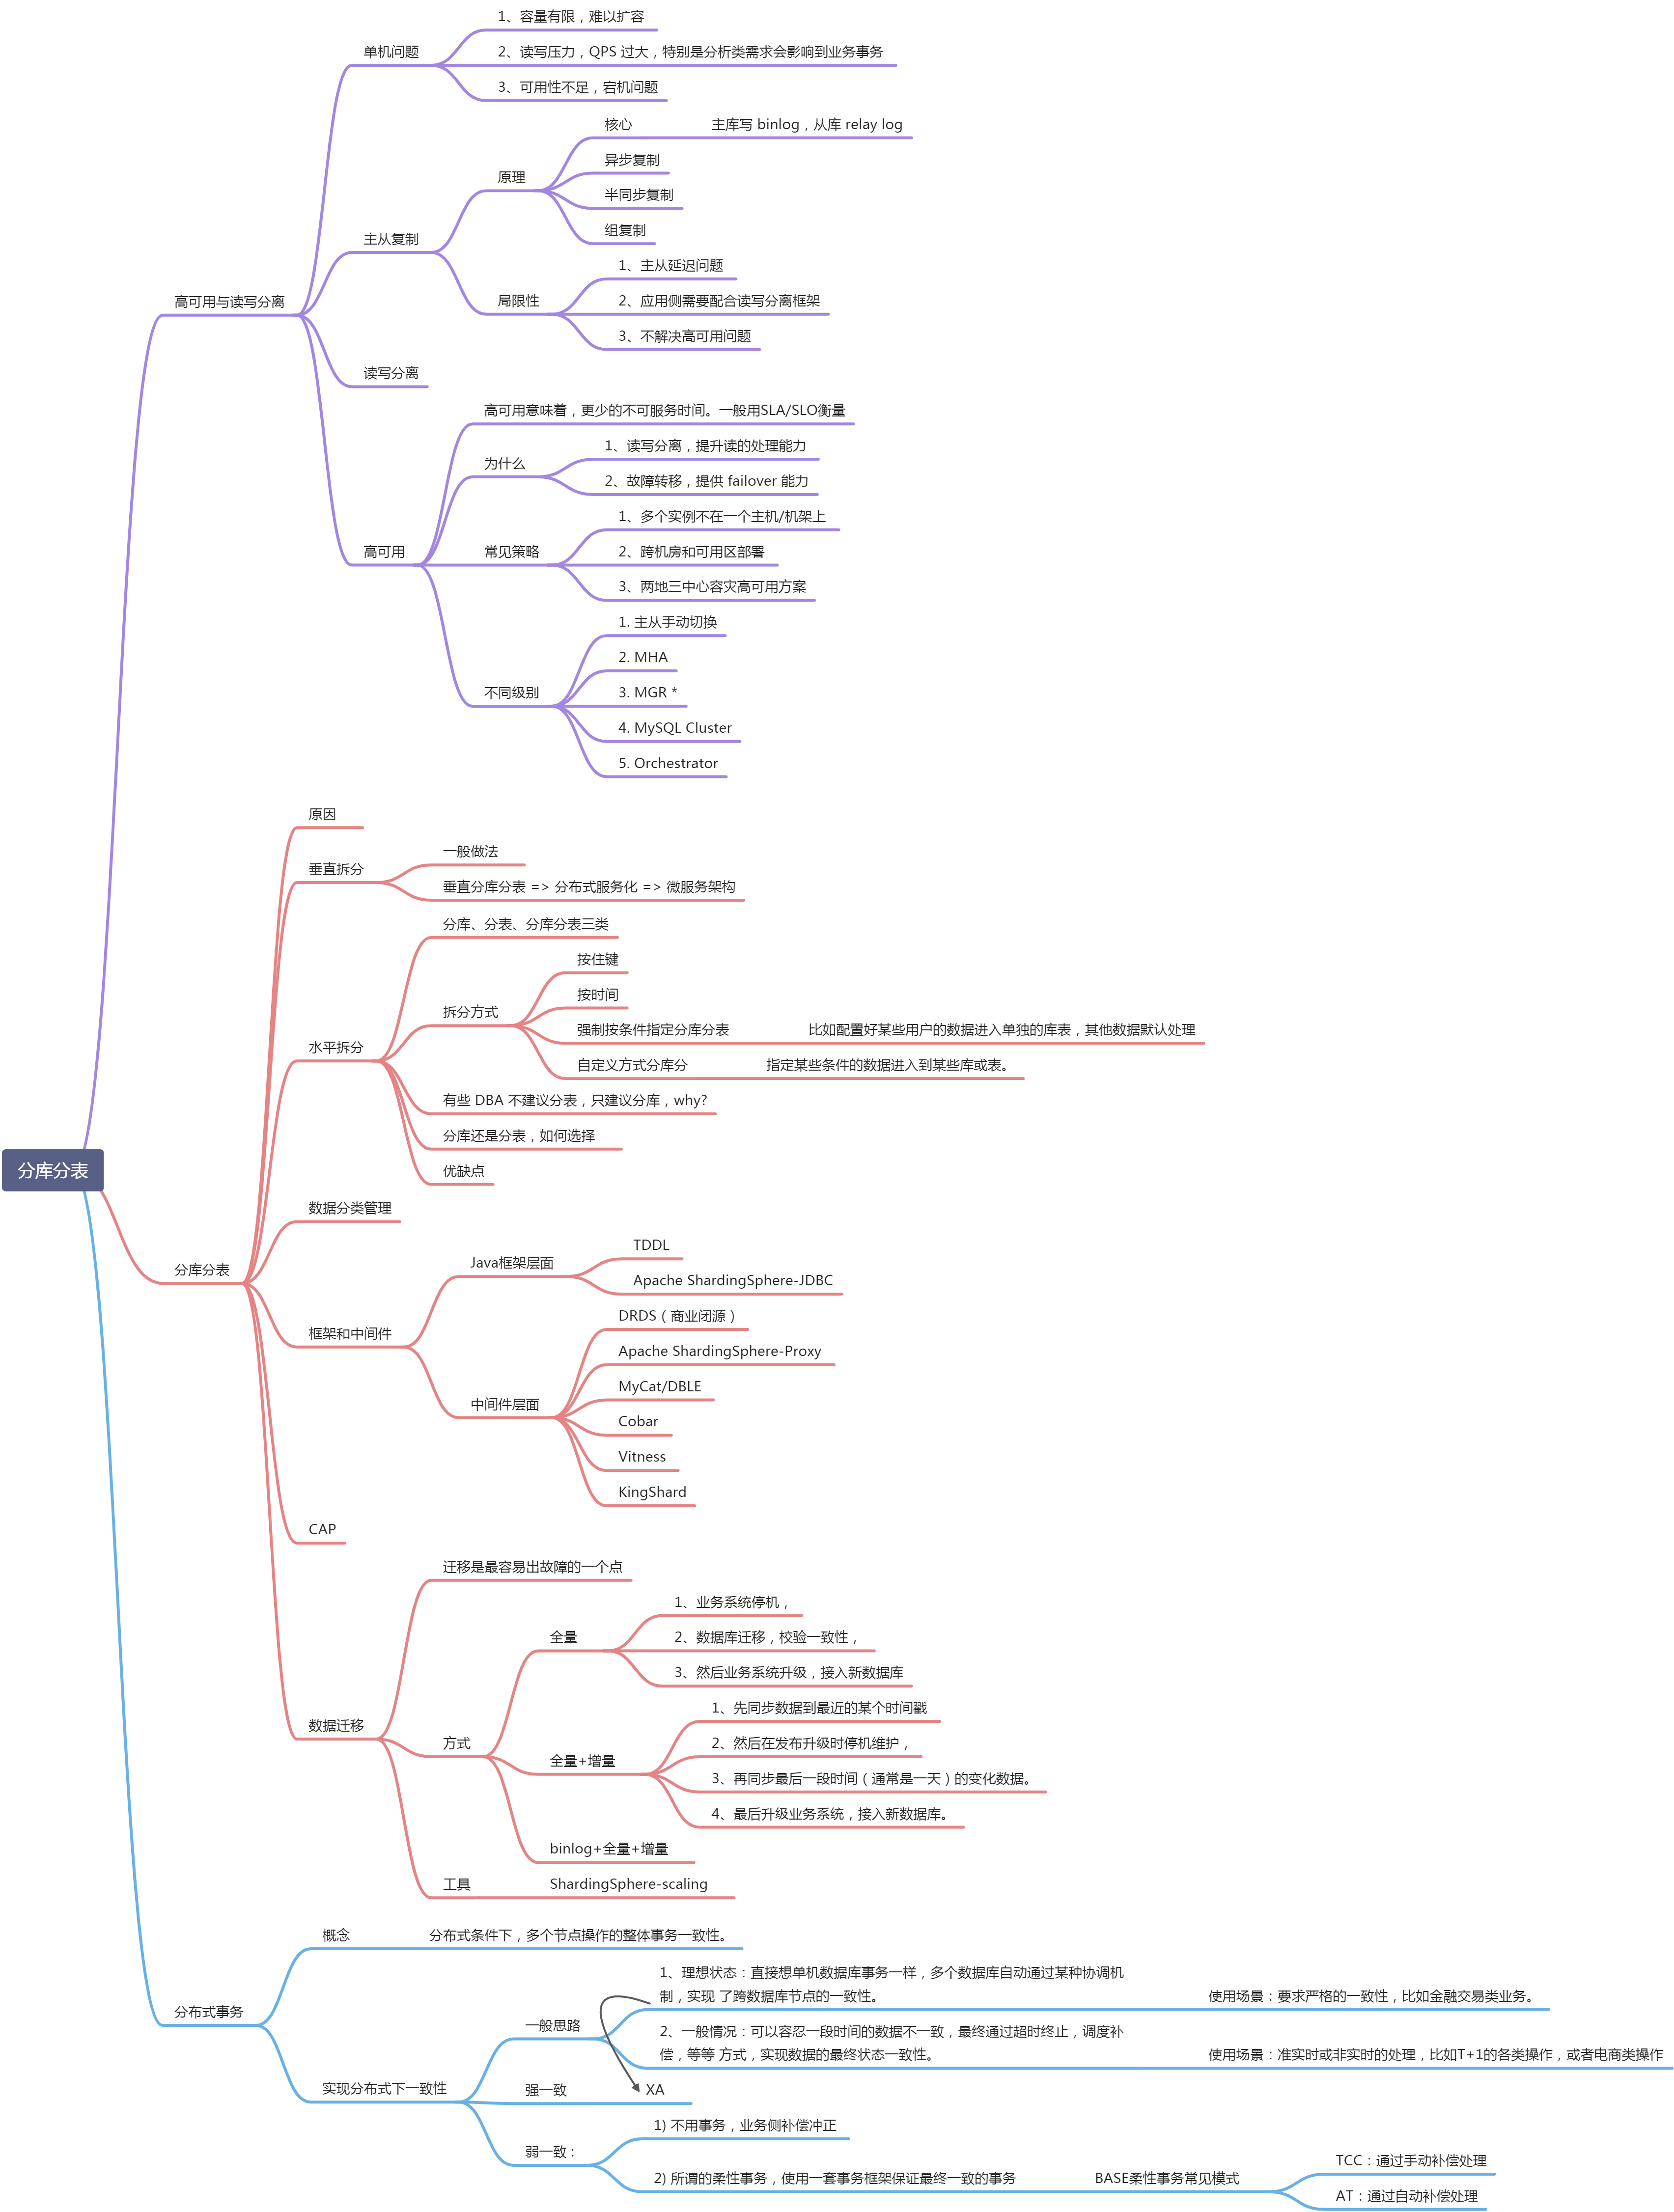 1、容量有限，难以扩容
单机问题
2、读写压力，QPS 过大，特别是分析类需求会影响到业务事务
3、可用性不足，宕机问题
核心
主库写 binlog，从库 relay log
原理
异步复制
半同步复制
组复制
主从复制
1、主从延迟问题
局限性
2、应用侧需要配合读写分离框架
3、不解决高可用问题
高可用与读写分离
读写分离
高可用意味着，更少的不可服务时间。一般用SLA/SLO衡量
为什么
1、读写分离，提升读的处理能力
2、故障转移，提供 failover 能力
高可用
常见策略
1、多个实例不在一个主机/机架上
2、跨机房和可用区部署
3、两地三中心容灾高可用方案
不同级别
1. 主从手动切换
2. MHA
3. MGR *
4. MySQL Cluster
5. Orchestrator
分库分表
分库分表
原因
垂直拆分
一般做法
垂直分库分表 => 分布式服务化 => 微服务架构
水平拆分
分库、分表、分库分表三类
拆分方式
按住键
按时间
强制按条件指定分库分表
比如配置好某些用户的数据进入单独的库表，其他数据默认处理
自定义方式分库分
指定某些条件的数据进入到某些库或表。
有些 DBA 不建议分表，只建议分库，why?
分库还是分表，如何选择
优缺点
数据分类管理
框架和中间件
Java框架层面
TDDL
Apache ShardingSphere-JDBC
中间件层面
DRDS（商业闭源）
Apache ShardingSphere-Proxy
MyCat/DBLE
Cobar
Vitness
KingShard
CAP
数据迁移
迁移是最容易出故障的一个点
方式
全量
1、业务系统停机，
2、数据库迁移，校验一致性，
3、然后业务系统升级，接入新数据库
全量+增量
1、先同步数据到最近的某个时间戳
2、然后在发布升级时停机维护，
3、再同步最后一段时间（通常是一天）的变化数据。
4、最后升级业务系统，接入新数据库。
binlog+全量+增量
工具
ShardingSphere-scaling
分布式事务
概念
分布式条件下，多个节点操作的整体事务一致性。
实现分布式下一致性
一般思路
1、理想状态：直接想单机数据库事务一样，多个数据库自动通过某种协调机
制，实现 了跨数据库节点的一致性。
使用场景：要求严格的一致性，比如金融交易类业务。
2、一般情况：可以容忍一段时间的数据不一致，最终通过超时终止，调度补
偿，等等 方式，实现数据的最终状态一致性。
使用场景：准实时或非实时的处理，比如T+1的各类操作，或者电商类操作
强一致
XA
弱一致：
1) 不用事务，业务侧补偿冲正
2) 所谓的柔性事务，使用一套事务框架保证最终一致的事务
BASE柔性事务常见模式
TCC：通过手动补偿处理
AT：通过自动补偿处理